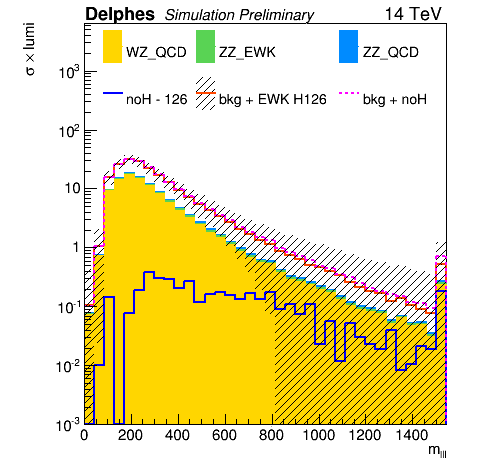 Delphes Simulation Preliminary 14 TeV
σ × lumi
WZ_QCD ZZ_EWK ZZ_QCD
noH - 126 bkg + EWK H126 bkg + noH
10³
10²
10
1
10⁻¹
10⁻²
10⁻³
0 200 400 600 800 1000 1200 1400
m_lll